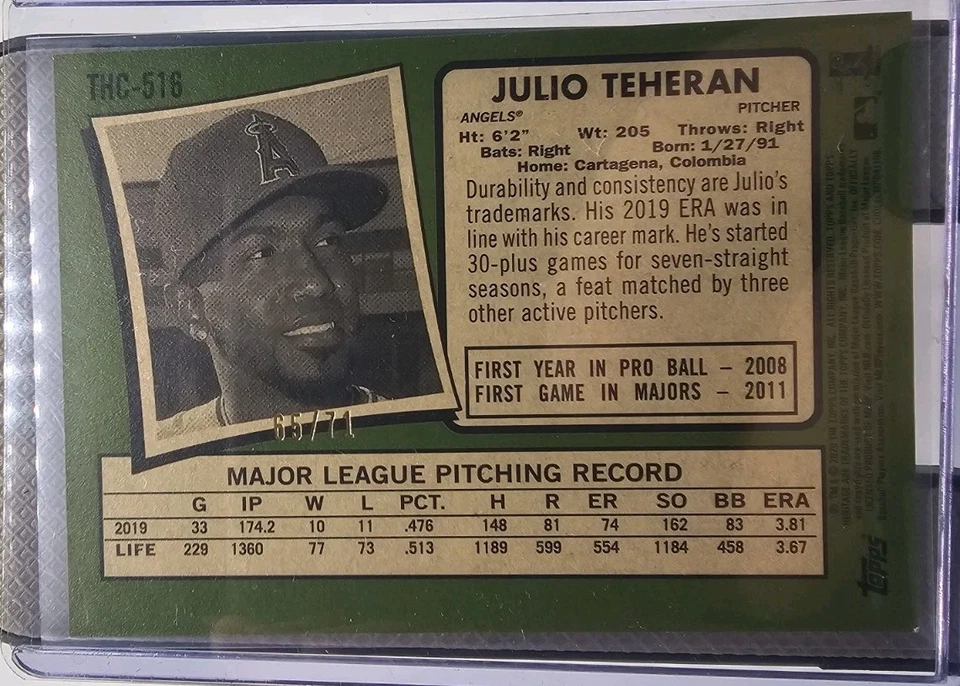 THC-516
A
JULIO TEHERAN
ANGELS® PITCHER
Ht: 6'2" Wt: 205 Throws: Right
Bats: Right Born: 1/27/91
Home: Cartagena, Colombia
Durability and consistency are Julio's
trademarks. His 2019 ERA was in
line with his career mark. He's started
30-plus games for seven-straight
seasons, a feat matched by three
other active pitchers.
FIRST YEAR IN PRO BALL – 2008
FIRST GAME IN MAJORS – 2011
65/71
MAJOR LEAGUE PITCHING RECORD
G IP W L PCT. H R ER SO BB ERA
2019 33 174.2 10 11 .476 148 81 74 162 83 3.81
LIFE 229 1360 77 73 .513 1189 599 554 1184 458 3.67
topps